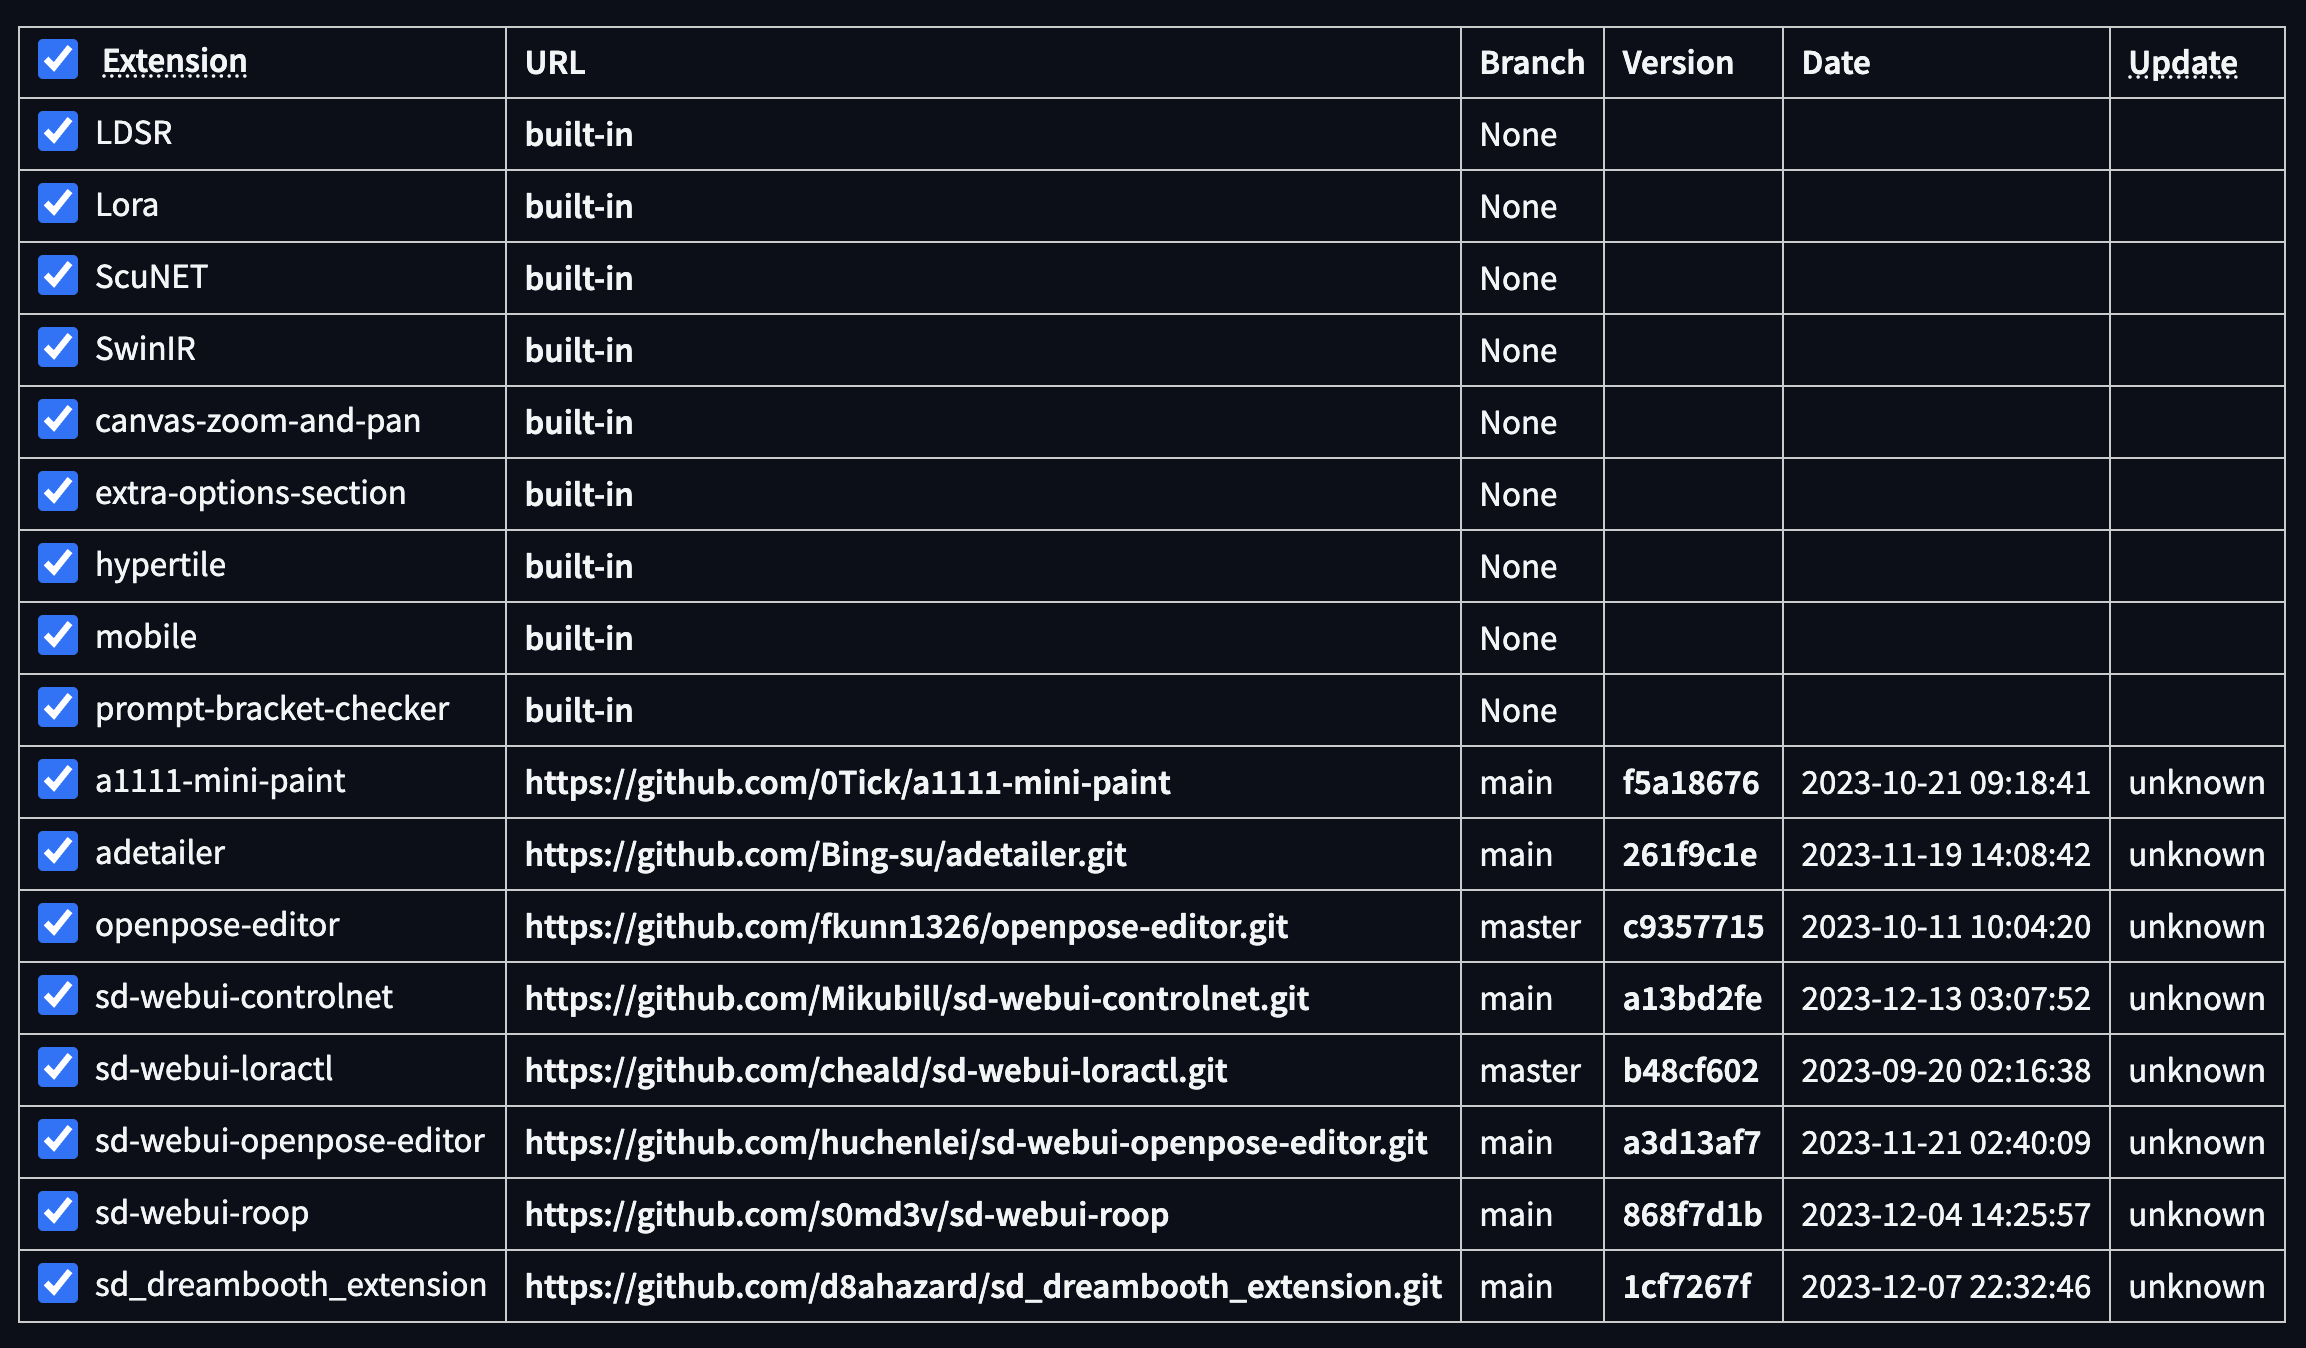 Extension URL Branch Version Date Update
LDSR built-in None
Lora built-in None
ScuNET built-in None
SwinIR built-in None
canvas-zoom-and-pan built-in None
extra-options-section built-in None
hypertile built-in None
mobile built-in None
prompt-bracket-checker built-in None
a1111-mini-paint https://github.com/0Tick/a1111-mini-paint main f5a18676 2023-10-21 09:18:41 unknown
adetailer https://github.com/Bing-su/adetailer.git main 261f9c1e 2023-11-19 14:08:42 unknown
openpose-editor https://github.com/fkunn1326/openpose-editor.git master c9357715 2023-10-11 10:04:20 unknown
sd-webui-controlnet https://github.com/Mikubill/sd-webui-controlnet.git main a13bd2fe 2023-12-13 03:07:52 unknown
sd-webui-loractl https://github.com/cheald/sd-webui-loractl.git master b48cf602 2023-09-20 02:16:38 unknown
sd-webui-openpose-editor https://github.com/huchenlei/sd-webui-openpose-editor.git main a3d13af7 2023-11-21 02:40:09 unknown
sd-webui-roop https://github.com/s0md3v/sd-webui-roop main 868f7d1b 2023-12-04 14:25:57 unknown
sd_dreambooth_extension https://github.com/d8ahazard/sd_dreambooth_extension.git main 1cf7267f 2023-12-07 22:32:46 unknown